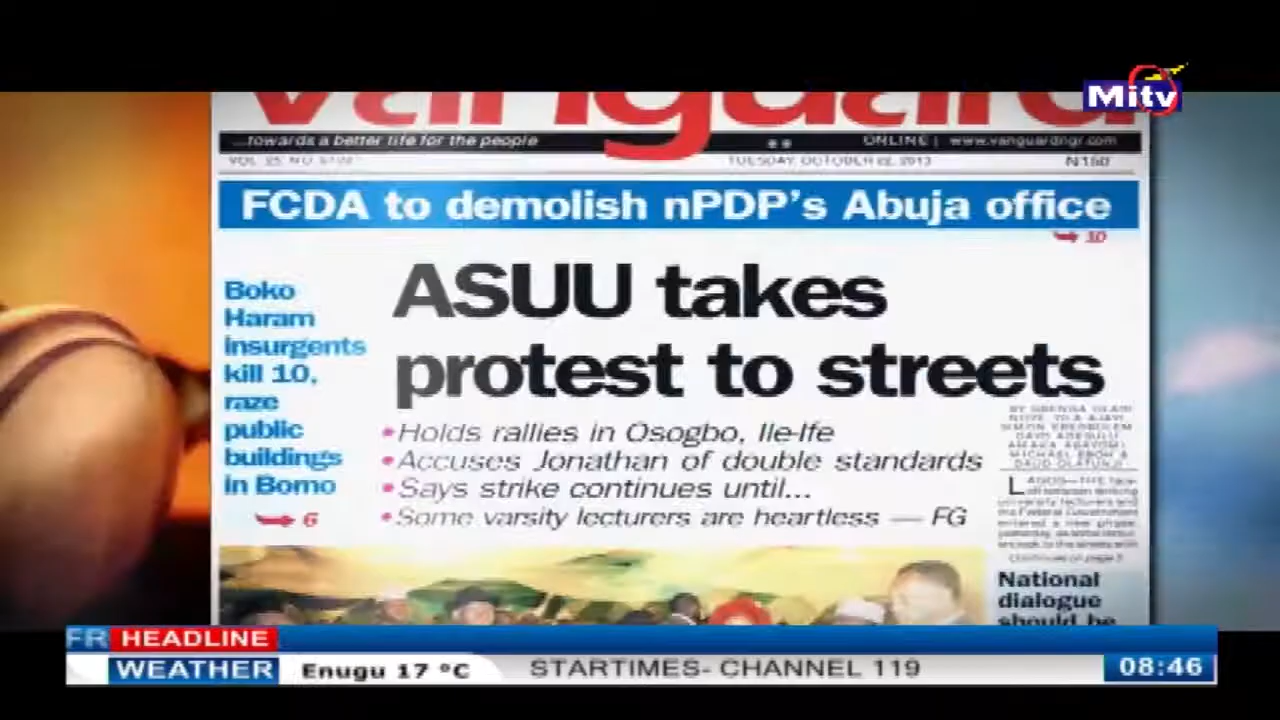 Mitv
vanguard
...towards a better life for the people
ONLINE | www.vanguardngr.com
TUESDAY, OCTOBER 22, 2013
N150
FCDA to demolish nPDP's Abuja office
10
Boko
Haram
insurgents
kill 10,
raze
public
buildings
in Borno
6
ASUU takes
protest to streets
•Holds rallies in Osogbo, Ile-Ife
•Accuses Jonathan of double standards
•Says strike continues until...
•Some varsity lecturers are heartless — FG
National
dialogue
should be
FR HEADLINE
WEATHER Enugu 17 °C STARTIMES- CHANNEL 119 08:46